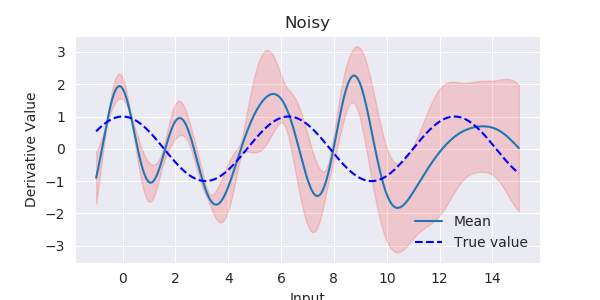 Noisy
Derivative Value
3
2
1
0
−1
−2
−3
Mean
True value
0 2 4 6 8 10 12 14
Input